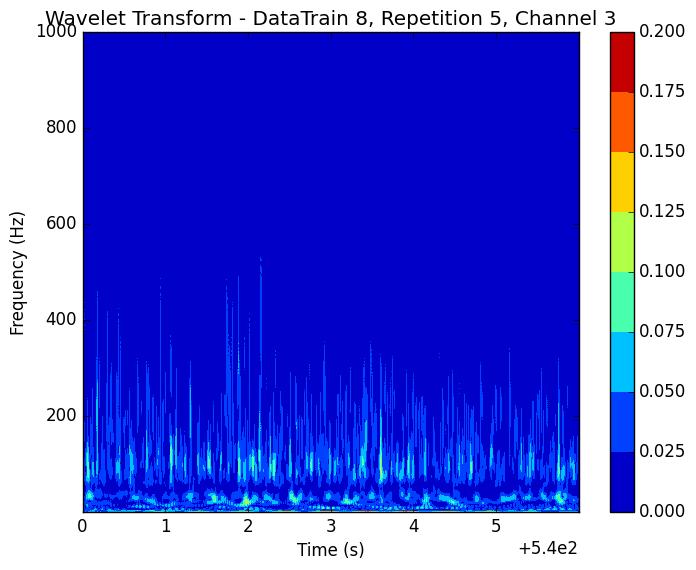 Wavelet Transform - DataTrain 8, Repetition 5, Channel 3
1000
800
600
400
200
Frequency (Hz)
0 1 2 3 4 5
Time (s)
+5.4e2
0.200
0.175
0.150
0.125
0.100
0.075
0.050
0.025
0.000